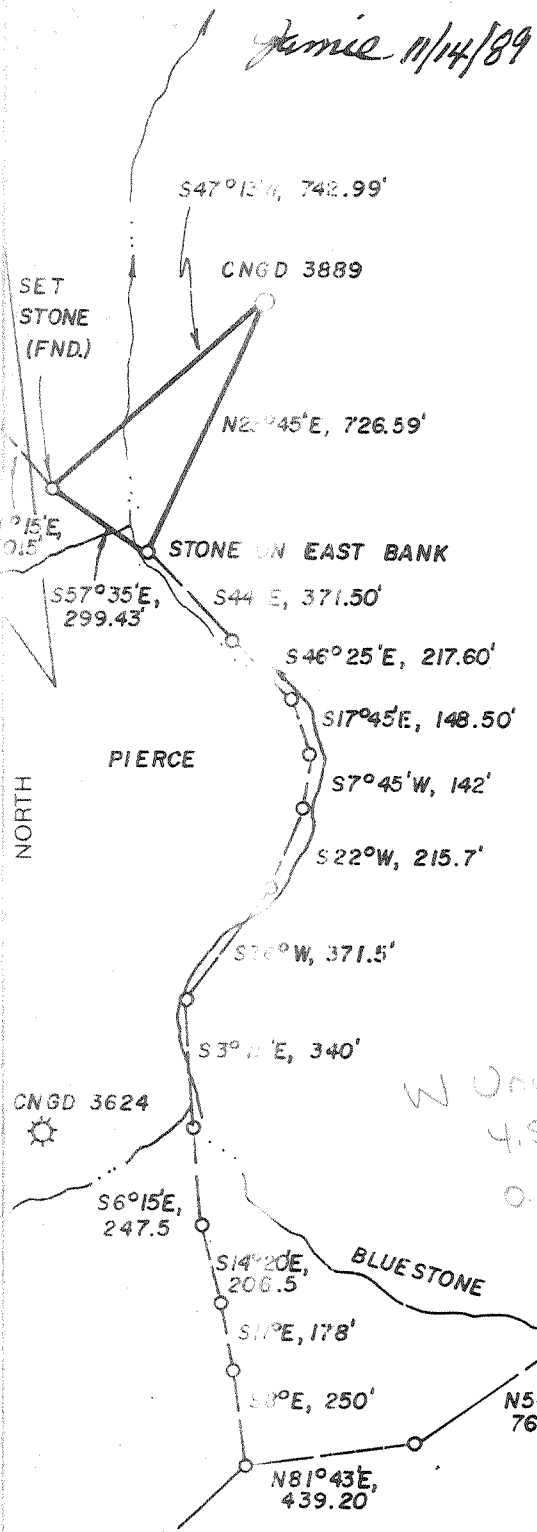 Jamie 11/14/89
742.99'
CNGD 3889
SET
STONE
(FND.)
726.59'
STONE EAST BANK
S57°35'E,
299.43'
371.50'
S46°25'E, 217.60'
S17°45'E, 148.50'
PIERCE
S7°45'W, 142'
NORTH
S22°W, 215.7'
371.5'
340'
CNGD 3624
S6°15'E,
247.5
S14°20'E,
206.5
BLUESTONE
S11°E, 178'
S8°E, 250'
N81°43'E,
439.20'